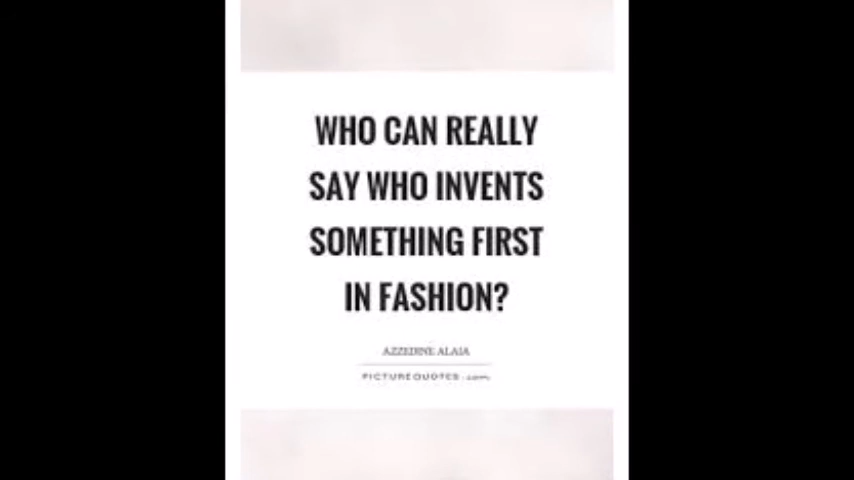 WHO CAN REALLY
SAY WHO INVENTS
SOMETHING FIRST
IN FASHION?
AZZEDINE ALAIA
PICTUREQUOTES.com